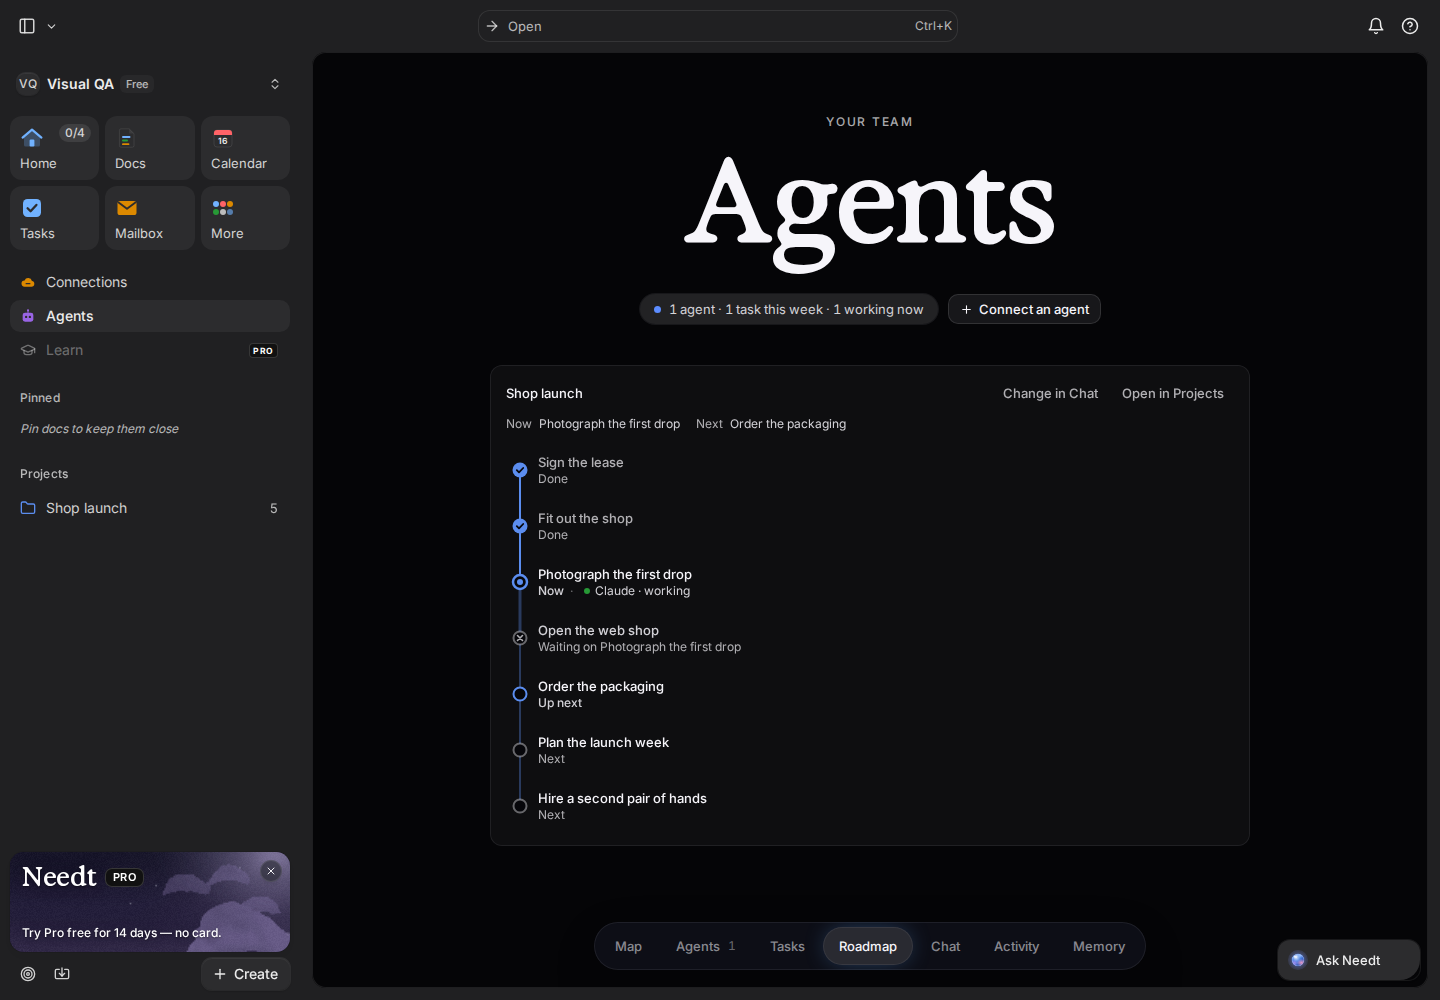 Open
Ctrl+K
VQ Visual QA Free
0/4
Home
Docs
16
Calendar
Tasks
Mailbox
More
Connections
Agents
Learn PRO
Pinned
Pin docs to keep them close
Projects
Shop launch 5
Needt PRO
Try Pro free for 14 days — no card.
+ Create
YOUR TEAM
Agents
1 agent · 1 task this week · 1 working now
+ Connect an agent
Shop launch
Change in Chat
Open in Projects
Now Photograph the first drop Next Order the packaging
Sign the lease
Done
Fit out the shop
Done
Photograph the first drop
Now · Claude · working
Open the web shop
Waiting on Photograph the first drop
Order the packaging
Up next
Plan the launch week
Next
Hire a second pair of hands
Next
Map
Agents 1
Tasks
Roadmap
Chat
Activity
Memory
Ask Needt